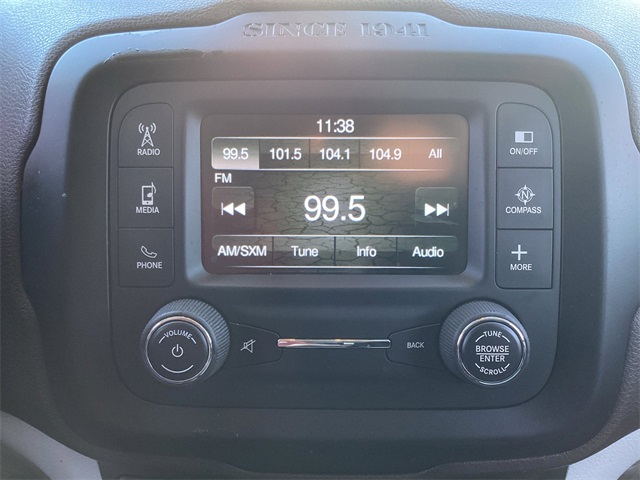 SINCE 1941
11:38
99.5 101.5 104.1 104.9 All
FM
99.5
AM/SXM Tune Info Audio
RADIO
MEDIA
PHONE
ON/OFF
N
COMPASS
MORE
VOLUME
BACK
TUNE
BROWSE
ENTER
SCROLL